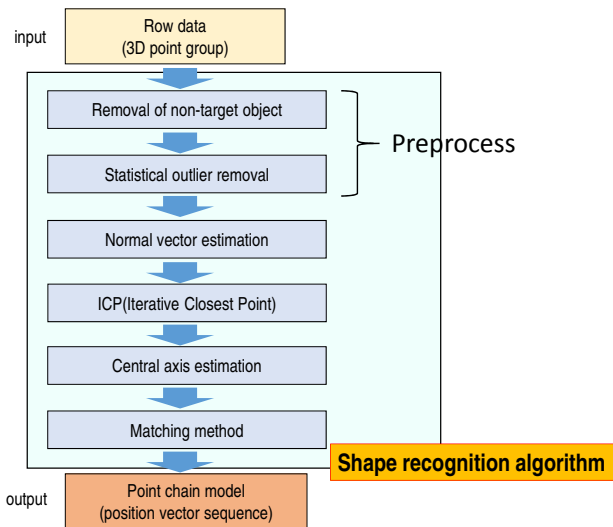 input
Row data
(3D point group)
Removal of non-target object
Preprocess
Statistical outlier removal
Normal vector estimation
ICP(Iterative Closest Point)
Central axis estimation
Matching method
Shape recognition algorithm
output
Point chain model
(position vector sequence)